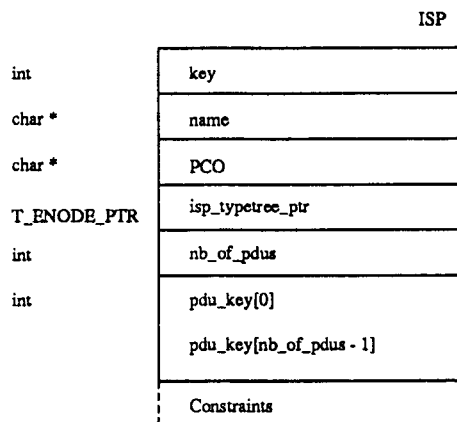 ISP
int key
char * name
char * PCO
T_ENODE_PTR isp_typetree_ptr
int nb_of_pdus
int pdu_key[0]
pdu_key[nb_of_pdus - 1]
Constraints